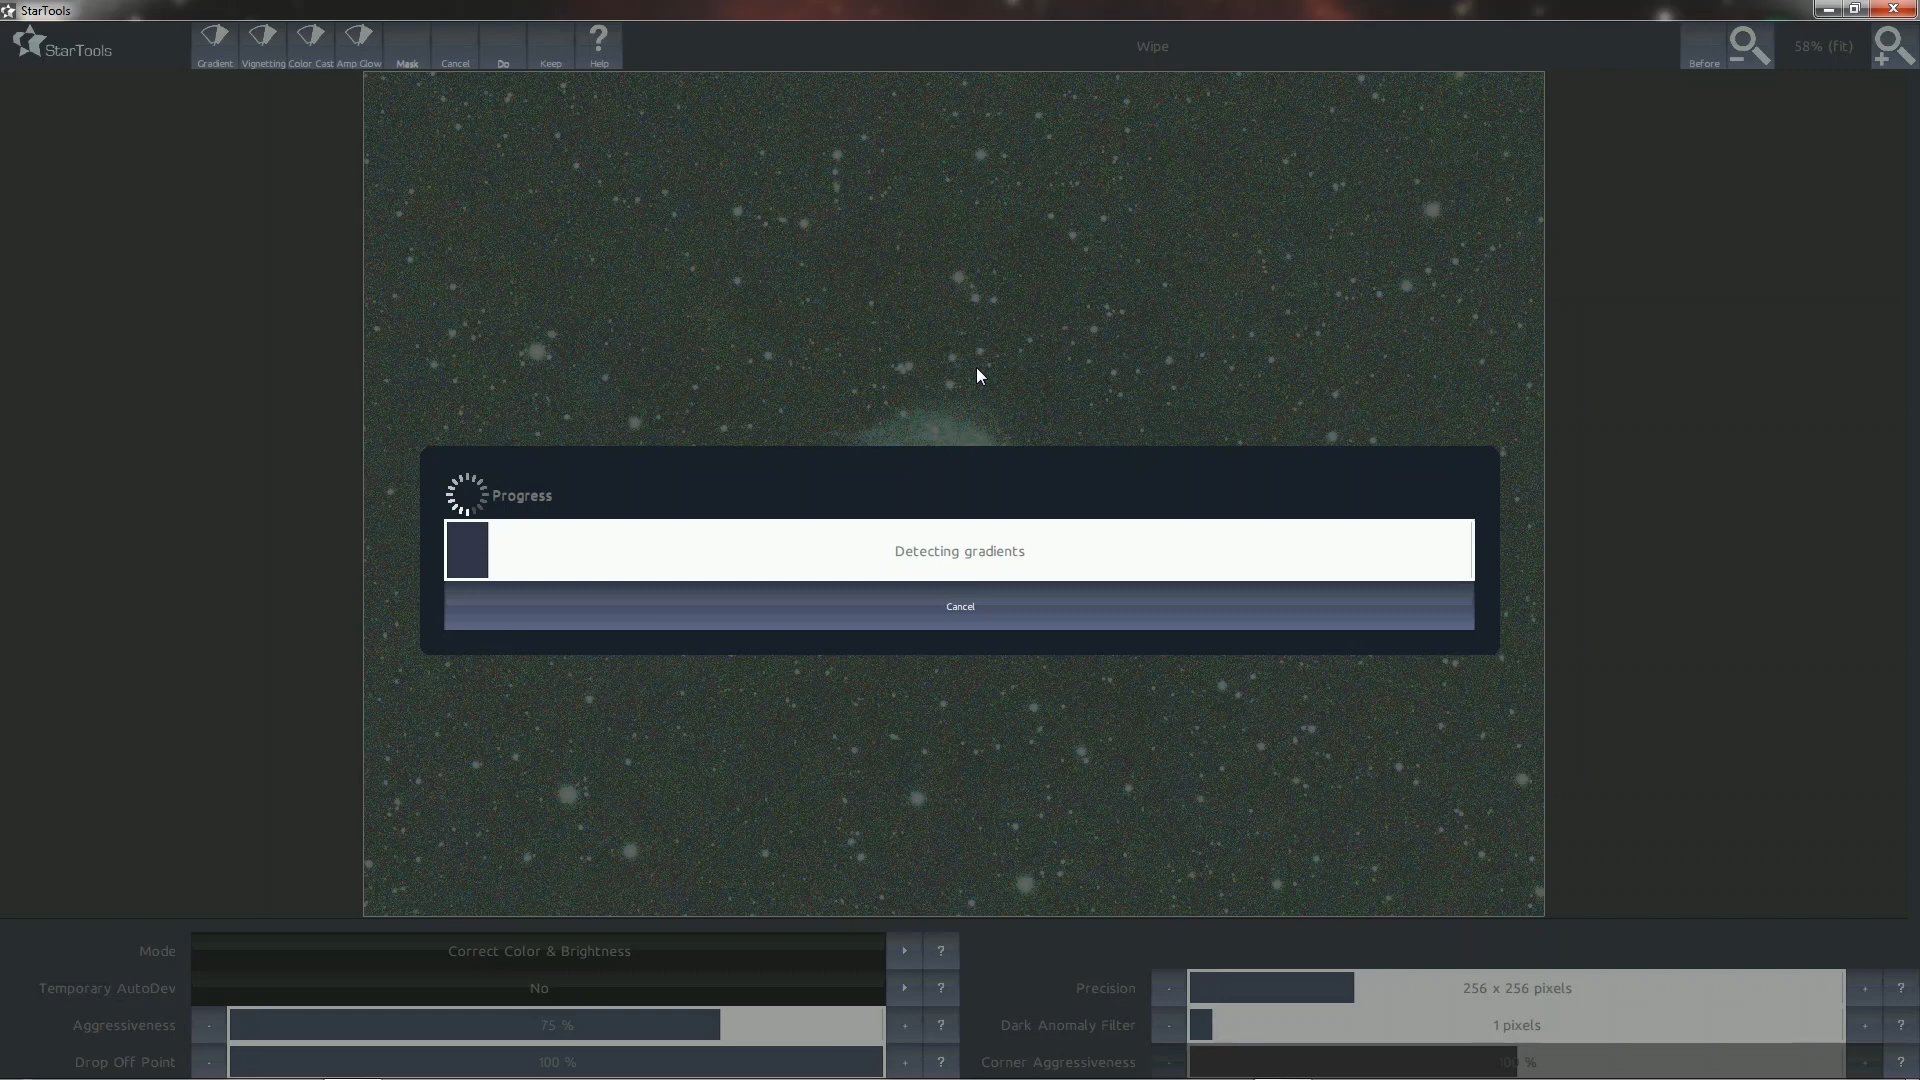 StarTools
StarTools
Gradient Vignetting Color Cast Amp Glow Mask Cancel Do Keep Help
Wipe
Before
58% (fit)
Progress
Detecting gradients
Cancel
Mode Correct Color & Brightness ?
Temporary AutoDev No ?
Aggressiveness - 75 % + ?
Drop Off Point - 100 % + ?
Precision - 256 x 256 pixels + ?
Dark Anomaly Filter - 1 pixels + ?
Corner Aggressiveness - 100 % + ?